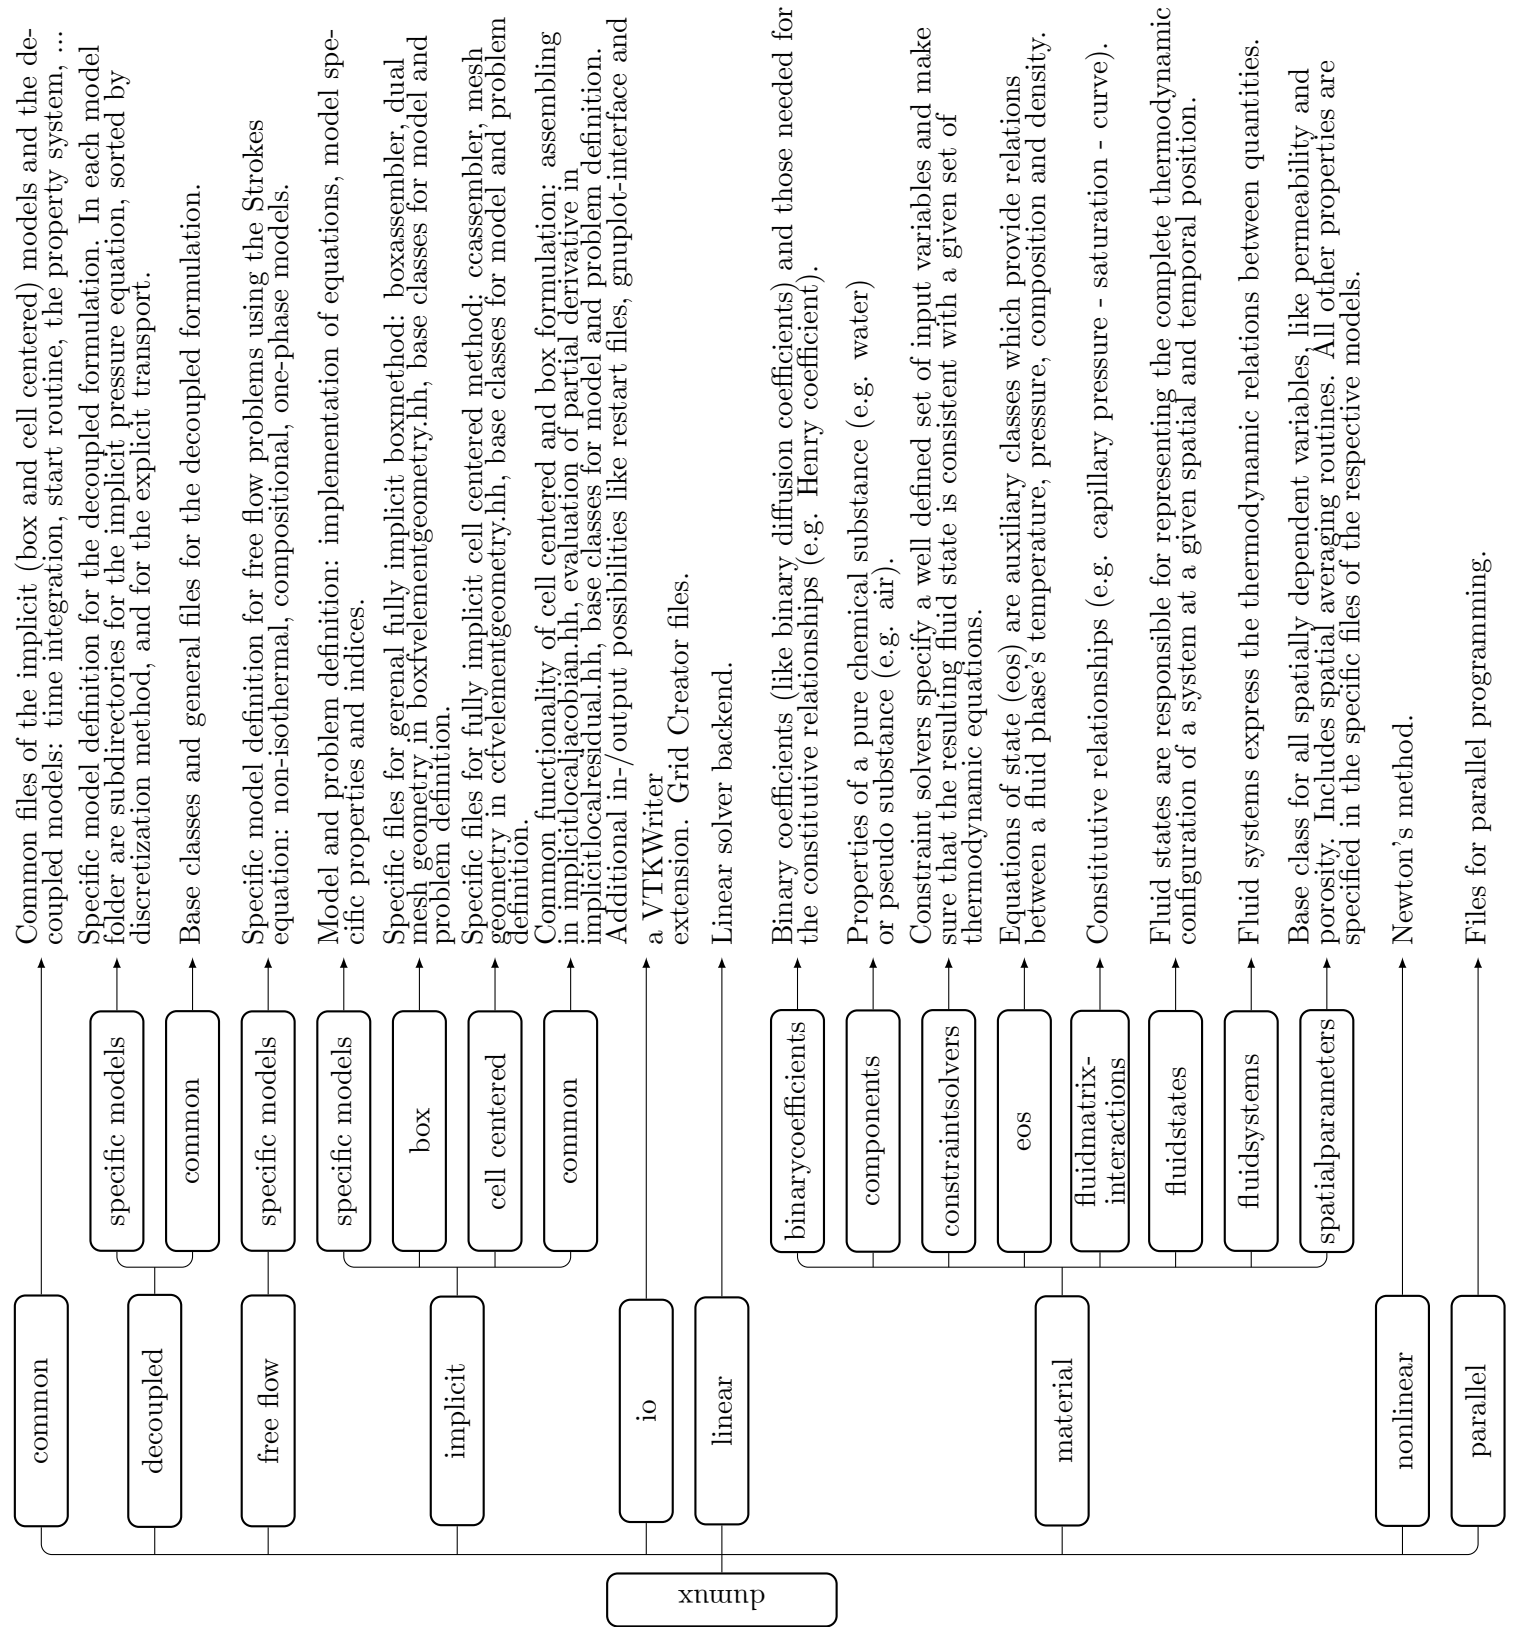 dumux
common
Common files of the implicit (box and cell centered) models and the de-
coupled models: time integration, start routine, the property system, ...
decoupled
specific models
Specific model definition for the decoupled formulation. In each model
folder are subdirectories for the implicit pressure equation, sorted by
discretization method, and for the explicit transport.
common
Base classes and general files for the decoupled formulation.
free flow
specific models
Specific model definition for free flow problems using the Strokes
equation: non-isothermal, compositional, one-phase models.
implicit
specific models
Model and problem definition: implementation of equations, model spe-
cific properties and indices.
box
Specific files for gerenal fully implicit boxmethod: boxassembler, dual
mesh geometry in boxfvelementgeometry.hh, base classes for model and
problem definition.
cell centered
Specific files for fully implicit cell centered method: ccassembler, mesh
geometry in ccfvelementgeometry.hh, base classes for model and problem
definition.
common
Common functionality of cell centered and box formulation: assembling
in implicitlocaljacobian.hh, evaluation of partial derivative in
implicitlocalresidual.hh, base classes for model and problem definition.
io
Additional in-/output possibilities like restart files, gnuplot-interface and
a VTKWriter
extension. Grid Creator files.
linear
Linear solver backend.
material
binarycoefficients
Binary coefficients (like binary diffusion coefficients) and those needed for
the constitutive relationships (e.g. Henry coefficient).
components
Properties of a pure chemical substance (e.g. water)
or pseudo substance (e.g. air).
constraintsolvers
Constraint solvers specify a well defined set of input variables and make
sure that the resulting fluid state is consistent with a given set of
thermodynamic equations.
eos
Equations of state (eos) are auxiliary classes which provide relations
between a fluid phase's temperature, pressure, composition and density.
fluidmatrix-
interactions
Constitutive relationships (e.g. capillary pressure - saturation - curve).
fluidstates
Fluid states are responsible for representing the complete thermodynamic
configuration of a system at a given spatial and temporal position.
fluidsystems
Fluid systems express the thermodynamic relations between quantities.
spatialparameters
Base class for all spatially dependent variables, like permeability and
porosity. Includes spatial averaging routines. All other properties are
specified in the specific files of the respective models.
nonlinear
Newton's method.
parallel
Files for parallel programming.